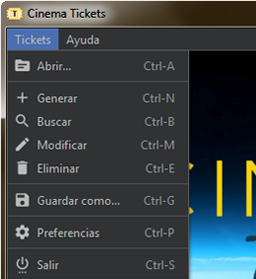 Cinema Tickets
Tickets Ayuda
Abrir... Ctrl-A
Generar Ctrl-N
Buscar Ctrl-B
Modificar Ctrl-M
Eliminar Ctrl-E
Guardar como... Ctrl-G
Preferencias Ctrl-P
Salir Ctrl-S